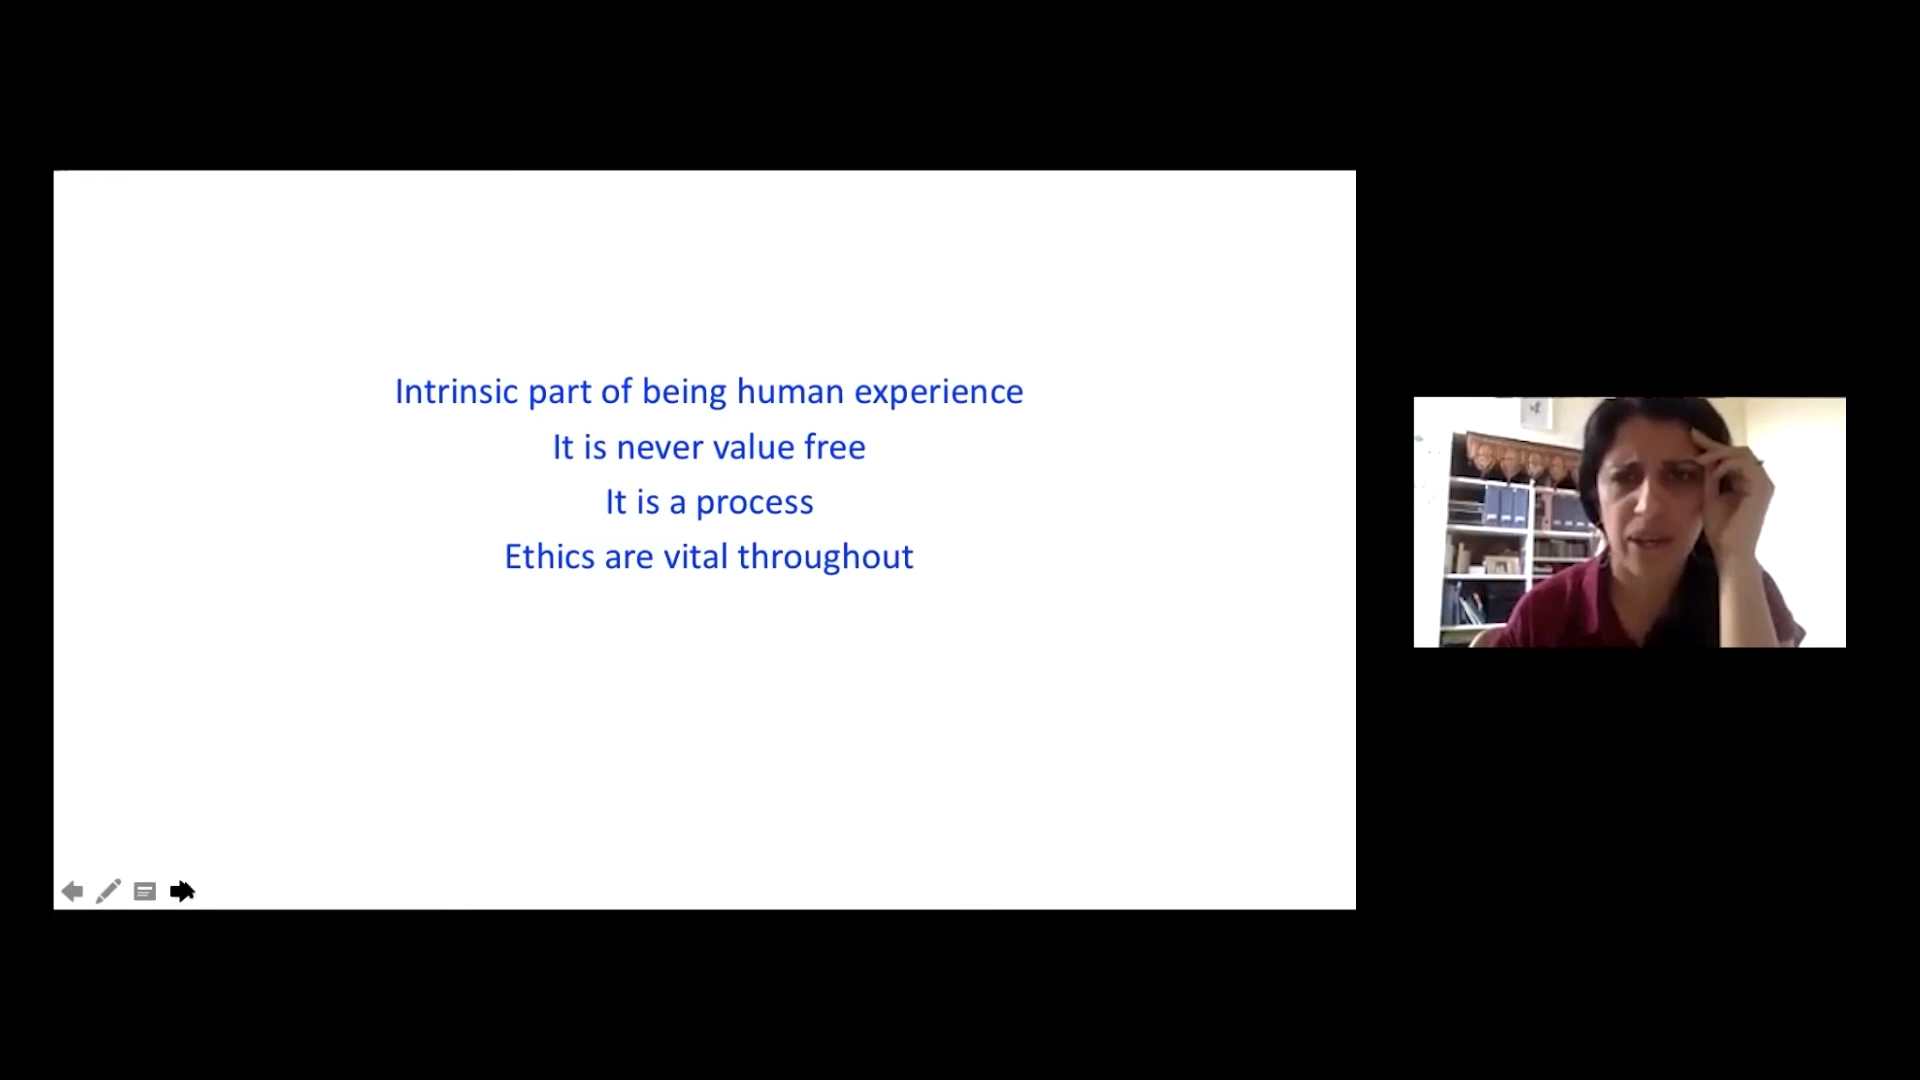 Intrinsic part of being human experience
It is never value free
It is a process
Ethics are vital throughout